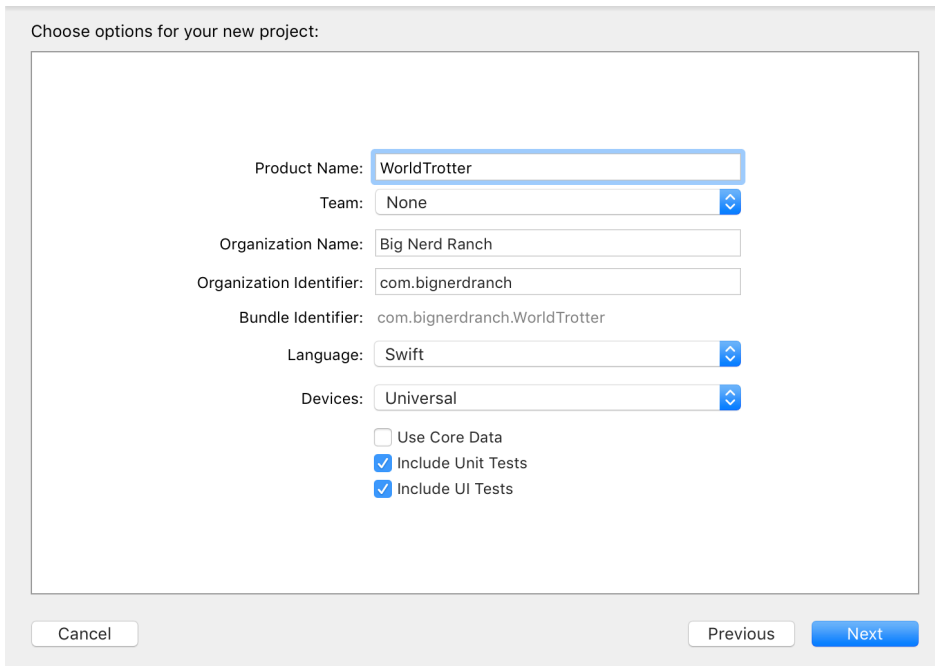 Choose options for your new project:
Product Name: WorldTrotter
Team: None
Organization Name: Big Nerd Ranch
Organization Identifier: com.bignerdranch
Bundle Identifier: com.bignerdranch.WorldTrotter
Language: Swift
Devices: Universal
Use Core Data
Include Unit Tests
Include UI Tests
Cancel Previous Next